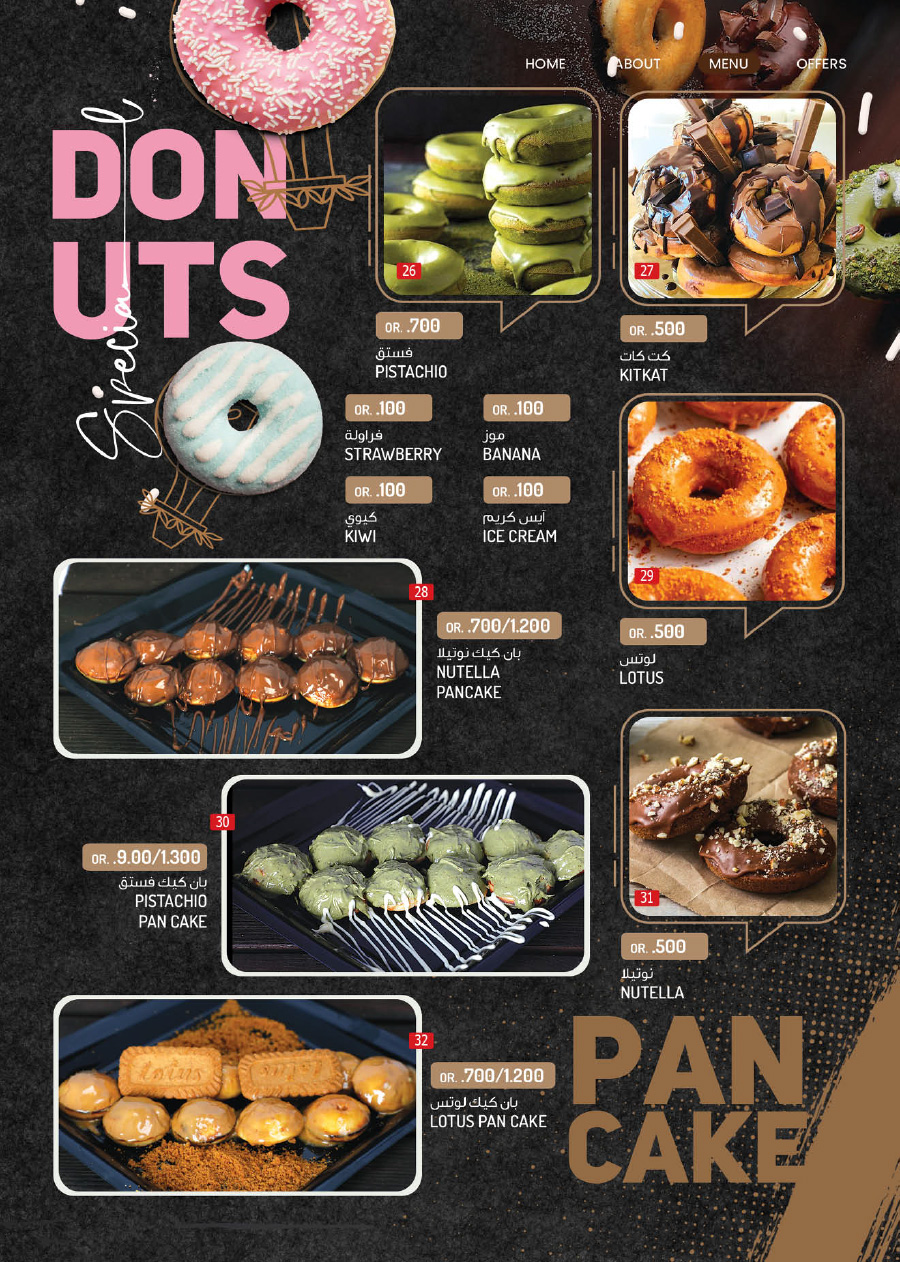 HOME ABOUT MENU OFFERS
Special
DON
UTS
26
OR. .700
فستق
PISTACHIO
27
OR. .500
كت كات
KITKAT
OR. .100
فراولة
STRAWBERRY
OR. .100
موز
BANANA
OR. .100
كيوي
KIWI
OR. .100
آيس كريم
ICE CREAM
29
OR. .500
لوتس
LOTUS
28
OR. .700/1.200
بان كيك نوتيلا
NUTELLA
PANCAKE
30
OR. .9.00/1.300
بان كيك فستق
PISTACHIO
PAN CAKE
31
OR. .500
نوتيلا
NUTELLA
32
OR. .700/1.200
بان كيك لوتس
LOTUS PAN CAKE
PAN
CAKE